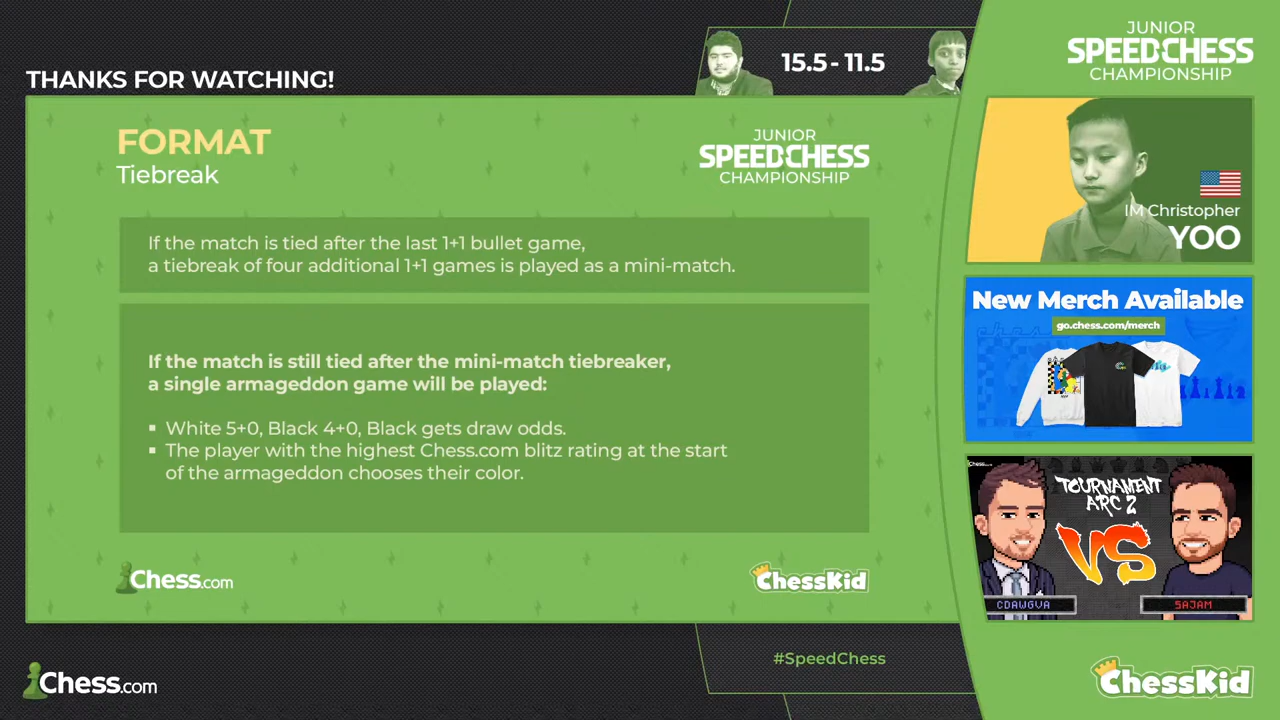 THANKS FOR WATCHING!
15.5 - 11.5
JUNIOR
SPEEDCHESS
CHAMPIONSHIP
FORMAT
Tiebreak
JUNIOR
SPEEDCHESS
CHAMPIONSHIP
If the match is tied after the last 1+1 bullet game,
a tiebreak of four additional 1+1 games is played as a mini-match.
If the match is still tied after the mini-match tiebreaker,
a single armageddon game will be played:
▪ White 5+0, Black 4+0, Black gets draw odds.
▪ The player with the highest Chess.com blitz rating at the start
of the armageddon chooses their color.
Chess.com
ChessKid
IM Christopher
YOO
New Merch Available
go.chess.com/merch
Chess.com
TOURNAMENT
ARC 2
VS
CDAWGVA
SAJAM
#SpeedChess
Chess.com
ChessKid